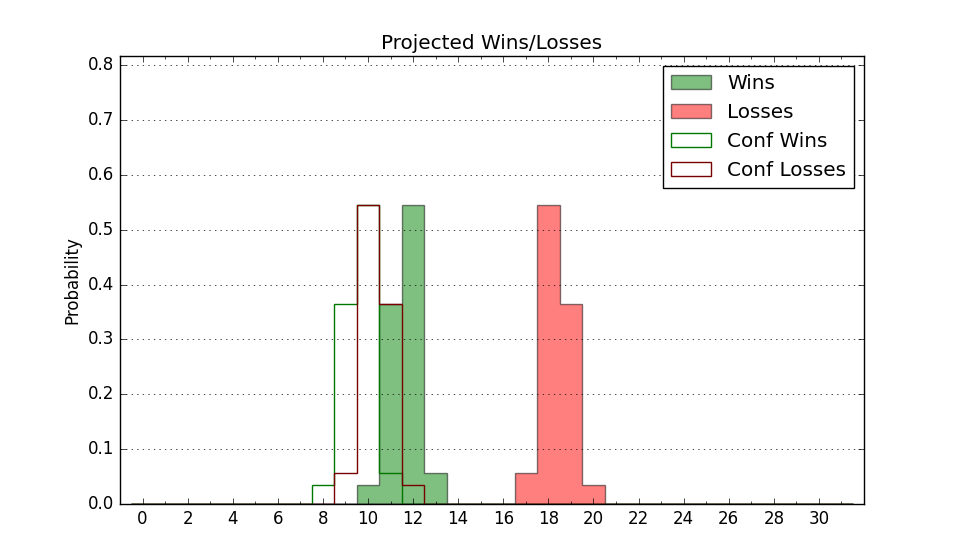 Projected Wins/Losses
Wins
Losses
Conf Wins
Conf Losses
Probability
0.8
0.7
0.6
0.5
0.4
0.3
0.2
0.1
0.0
0 2 4 6 8 10 12 14 16 18 20 22 24 26 28 30